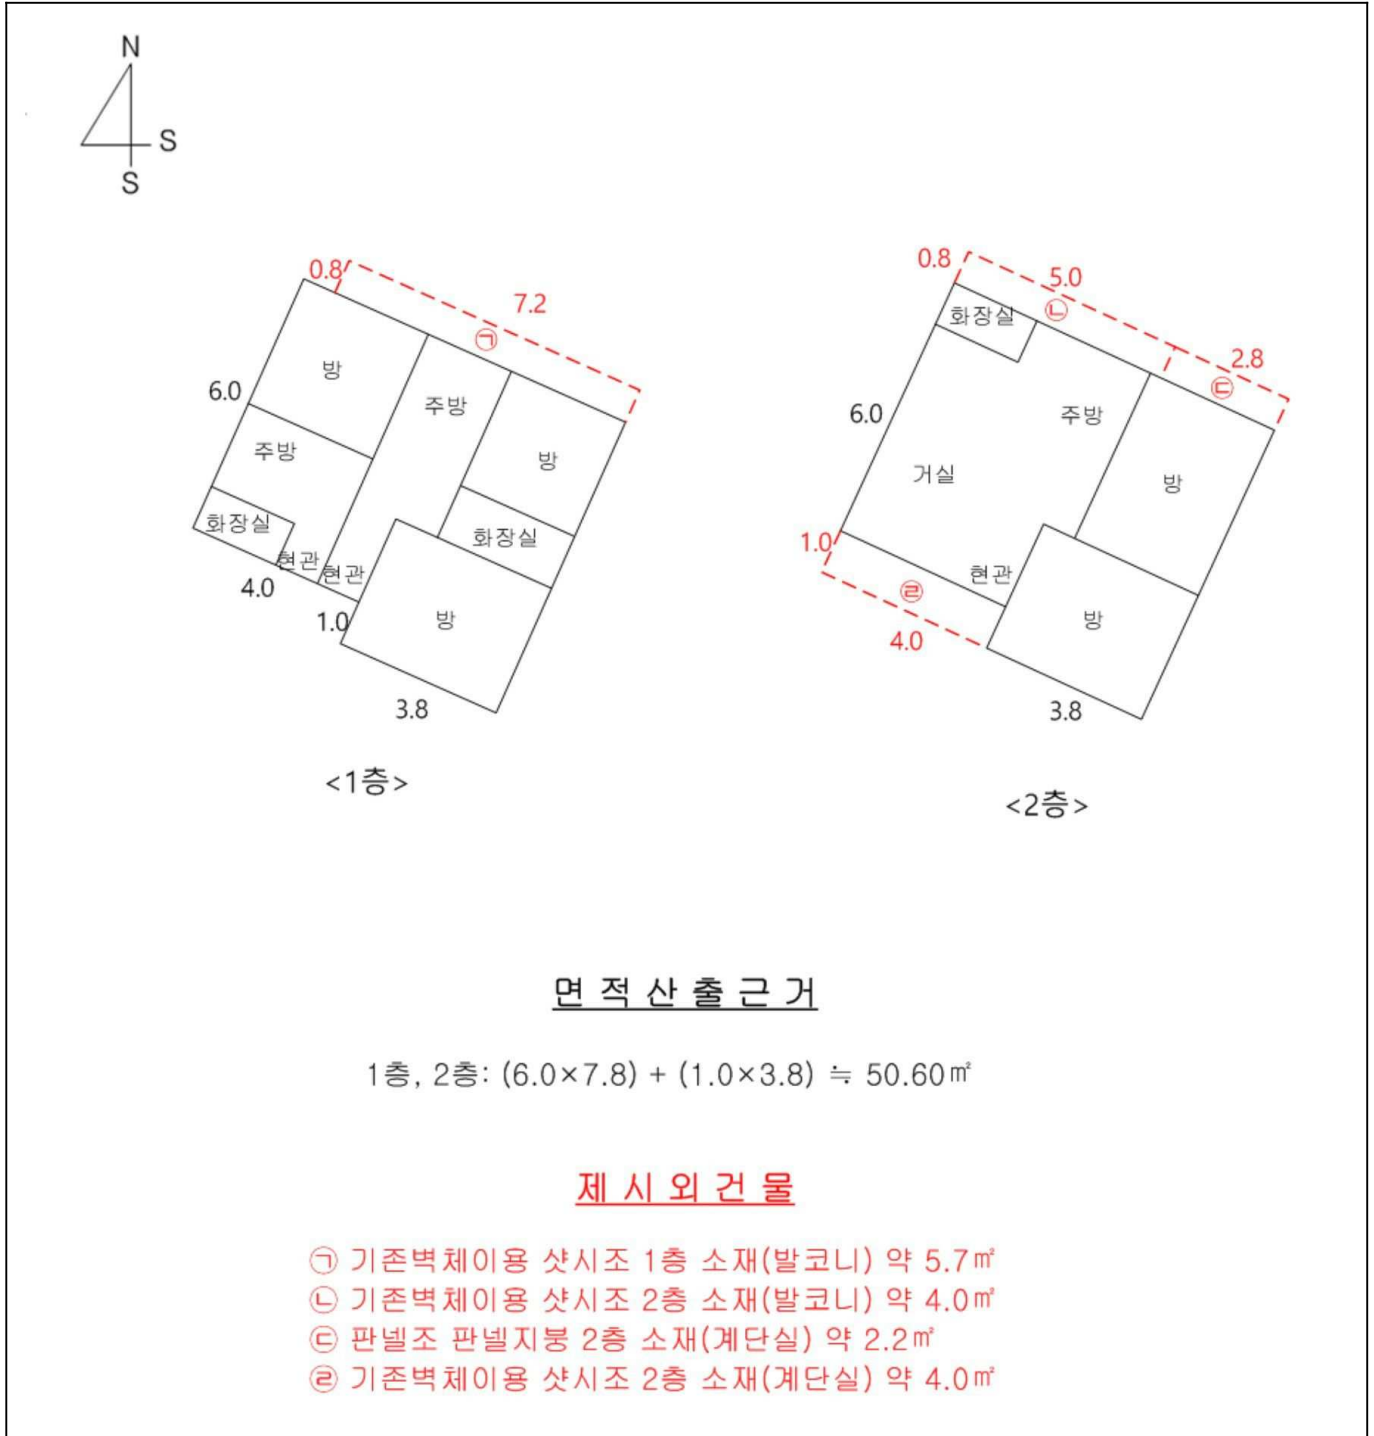 N
S
S
0.8
7.2
㉠
방
6.0
주방
주방
방
화장실
화장실
현관
현관
4.0
1.0
방
3.8
<1층>
0.8
5.0
화장실
㉡
2.8
㉢
주방
6.0
거실
방
1.0
현관
㉣
방
4.0
3.8
<2층>
면 적 산 출 근 거
1층, 2층: (6.0×7.8) + (1.0×3.8) ≒ 50.60㎡
제 시 외 건 물
㉠ 기존벽체이용 샷시조 1층 소재(발코니) 약 5.7㎡
㉡ 기존벽체이용 샷시조 2층 소재(발코니) 약 4.0㎡
㉢ 판넬조 판넬지붕 2층 소재(계단실) 약 2.2㎡
㉣ 기존벽체이용 샷시조 2층 소재(계단실) 약 4.0㎡